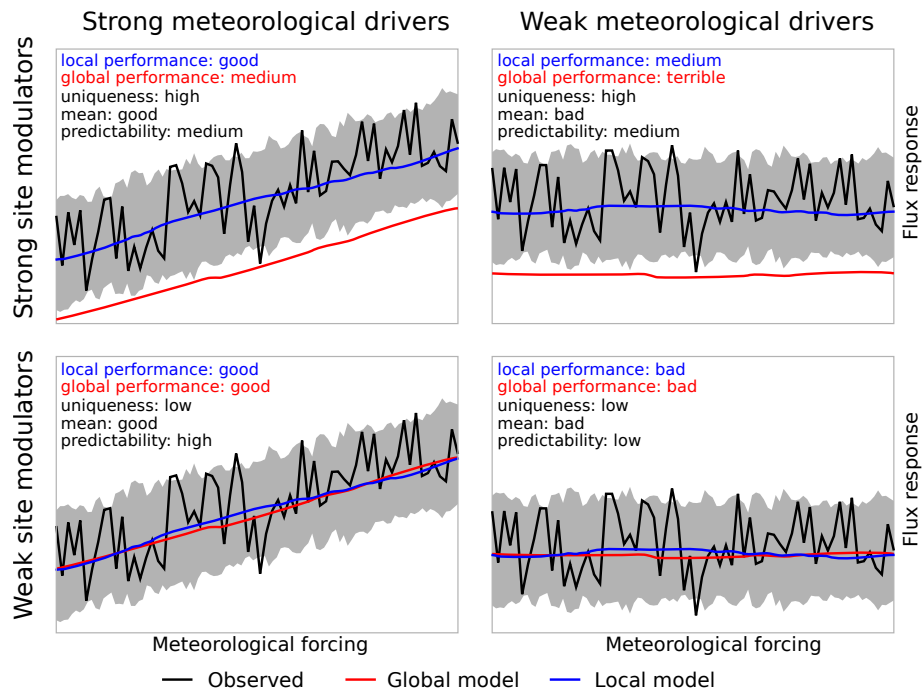 Strong meteorological drivers
Weak meteorological drivers
Strong site modulators
local performance: good
global performance: medium
uniqueness: high
mean: good
predictability: medium
local performance: medium
global performance: terrible
uniqueness: high
mean: bad
predictability: medium
Flux response
Weak site modulators
local performance: good
global performance: good
uniqueness: low
mean: good
predictability: high
local performance: bad
global performance: bad
uniqueness: low
mean: bad
predictability: low
Flux response
Meteorological forcing
Meteorological forcing
Observed
Global model
Local model